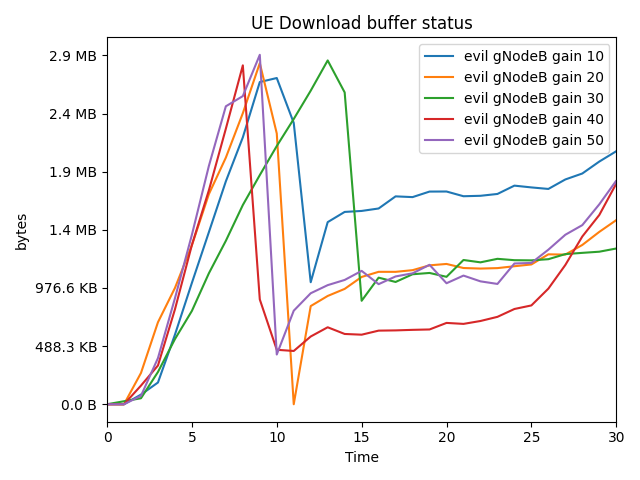 UE Download buffer status
2.9 MB
2.4 MB
1.9 MB
1.4 MB
976.6 KB
488.3 KB
0.0 B
bytes
evil gNodeB gain 10
evil gNodeB gain 20
evil gNodeB gain 30
evil gNodeB gain 40
evil gNodeB gain 50
0 5 10 15 20 25 30
Time